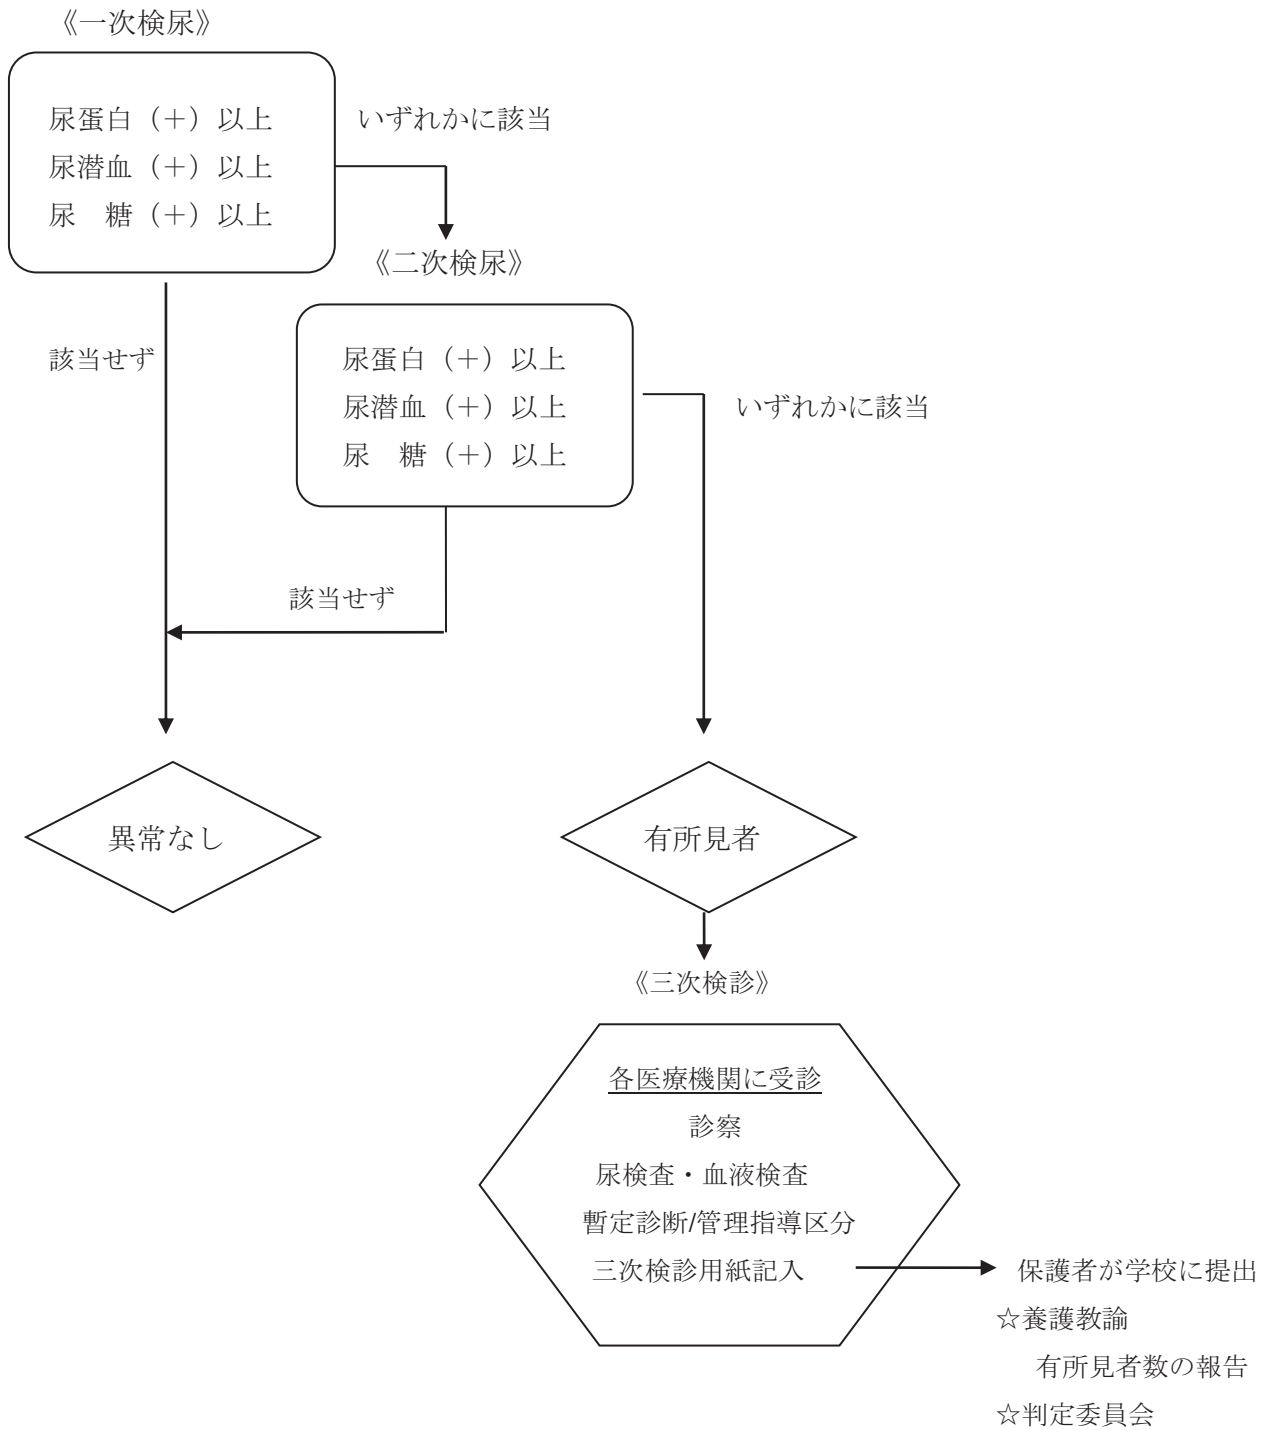 《一次検尿》
尿蛋白（＋）以上
尿潜血（＋）以上
尿　糖（＋）以上
いずれかに該当
《二次検尿》
該当せず
尿蛋白（＋）以上
尿潜血（＋）以上
尿　糖（＋）以上
いずれかに該当
該当せず
異常なし
有所見者
《三次検診》
各医療機関に受診
診察
尿検査・血液検査
暫定診断/管理指導区分
三次検診用紙記入
保護者が学校に提出
☆養護教諭
有所見者数の報告
☆判定委員会